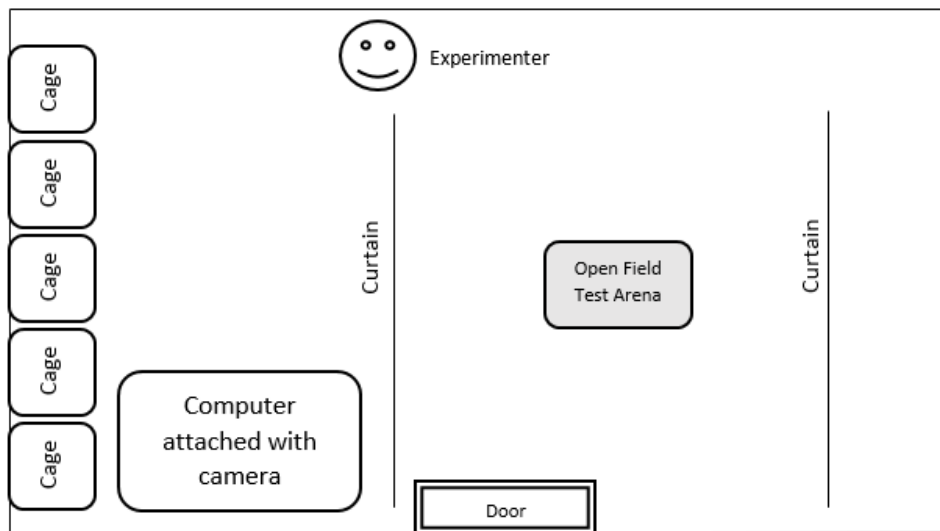 Experimenter
Cage
Cage
Cage
Cage
Cage
Curtain
Curtain
Open Field
Test Arena
Computer
attached with
camera
Door